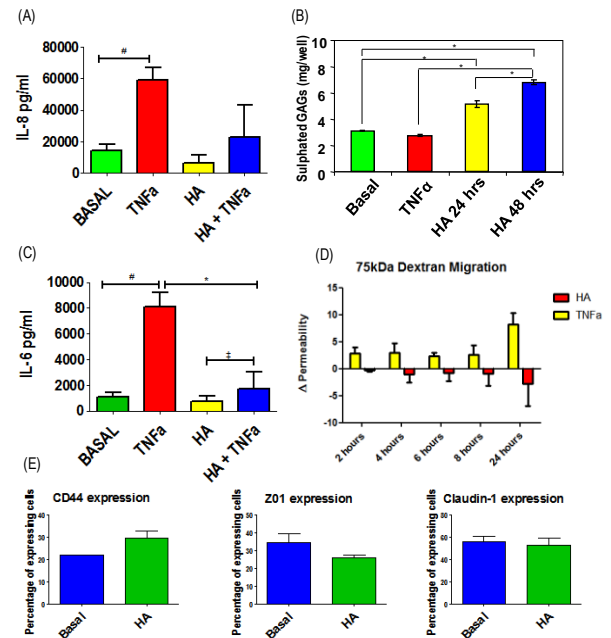 (A)
IL-8 pg/ml
80000
60000
40000
20000
0
#
BASAL
TNFa
HA
HA + TNFa
(B)
Sulphated GAGs (mg/well)
10
8
6
4
2
0
*
*
*
*
Basal
TNFα
HA 24 hrs
HA 48 hrs
(C)
IL-6 pg/ml
10000
8000
6000
4000
2000
0
#
*
‡
BASAL
TNFa
HA
HA + TNFa
(D)
75kDa Dextran Migration
Δ Permeability
15
10
5
0
-5
-10
HA
TNFa
2 hours
4 hours
6 hours
8 hours
24 hours
(E)
CD44 expression
Percentage of expressing cells
40
30
20
10
0
Basal
HA
Z01 expression
Percentage of expressing cells
50
40
30
20
10
0
Basal
HA
Claudin-1 expression
Percentage of expressing cells
80
60
40
20
0
Basal
HA